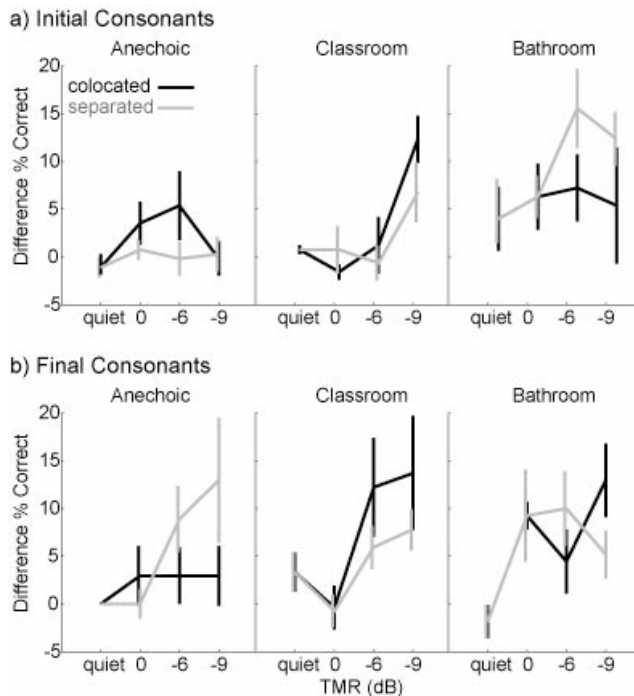 a) Initial Consonants
Anechoic Classroom Bathroom
20
15
10
5
0
-5
Difference % Correct
colocated
separated
quiet 0 -6 -9 quiet 0 -6 -9 quiet 0 -6 -9
b) Final Consonants
Anechoic Classroom Bathroom
20
15
10
5
0
-5
Difference % Correct
quiet 0 -6 -9 quiet 0 -6 -9 quiet 0 -6 -9
TMR (dB)